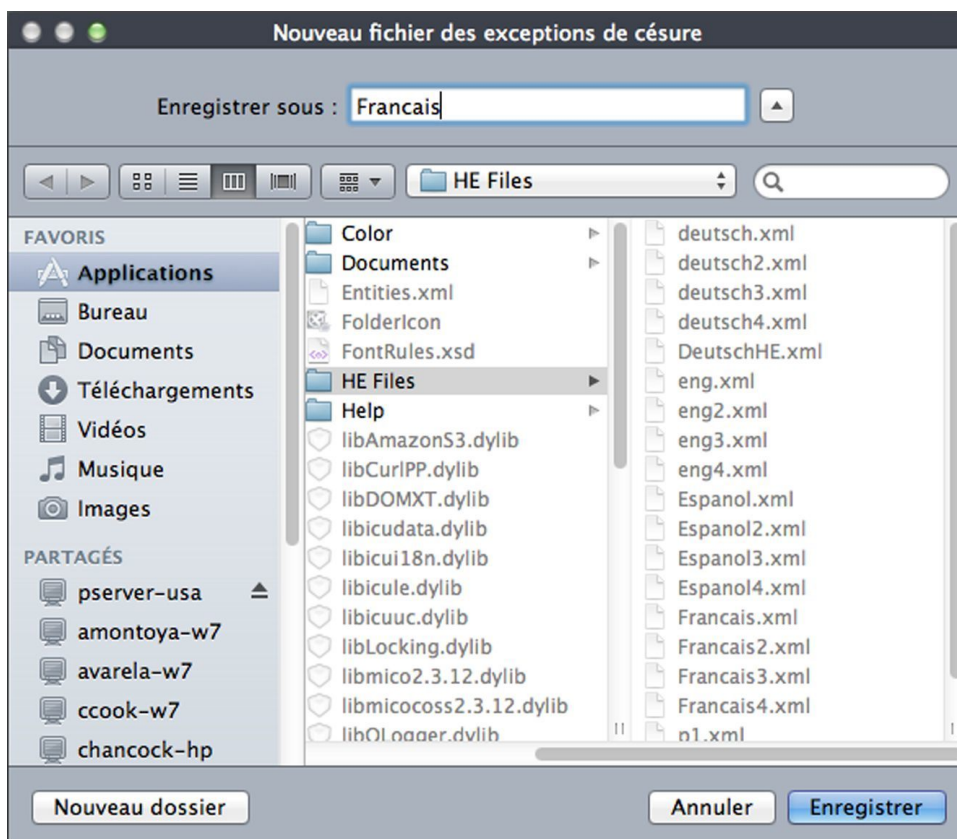 Nouveau fichier des exceptions de césure
Enregistrer sous : Francais
HE Files
FAVORIS
Applications
Bureau
Documents
Téléchargements
Vidéos
Musique
Images
PARTAGÉS
pserver-usa
amontoya-w7
avarela-w7
ccook-w7
chancock-hp
Color
Documents
Entities.xml
FolderIcon
FontRules.xsd
HE Files
Help
libAmazonS3.dylib
libCurlPP.dylib
libDOMXT.dylib
libicudata.dylib
libicui18n.dylib
libicule.dylib
libicuuc.dylib
libLocking.dylib
libmico2.3.12.dylib
libmicocoss2.3.12.dylib
libQLogger.dylib
deutsch.xml
deutsch2.xml
deutsch3.xml
deutsch4.xml
DeutschHE.xml
eng.xml
eng2.xml
eng3.xml
eng4.xml
Espanol.xml
Espanol2.xml
Espanol3.xml
Espanol4.xml
Francais.xml
Francais2.xml
Francais3.xml
Francais4.xml
p1.xml
Nouveau dossier
Annuler
Enregistrer